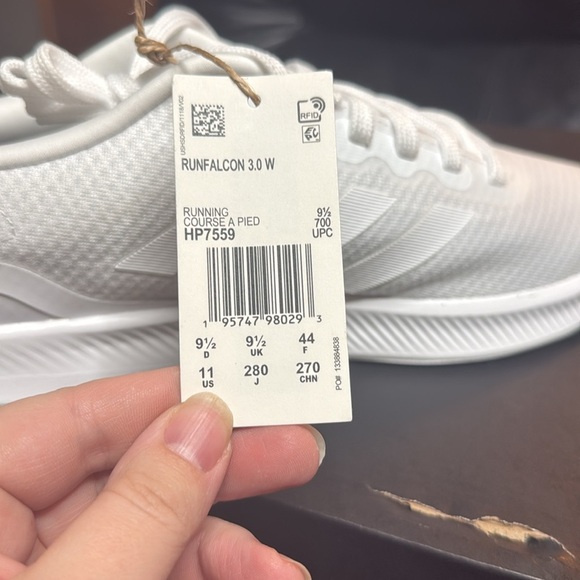 RFID
RUNFALCON 3.0 W
RUNNING 9½
COURSE A PIED 700
HP7559 UPC
1 95747 98029 3
9½ 9½ 44
D UK F
11 280 270
US J CHN
PO# 133884838